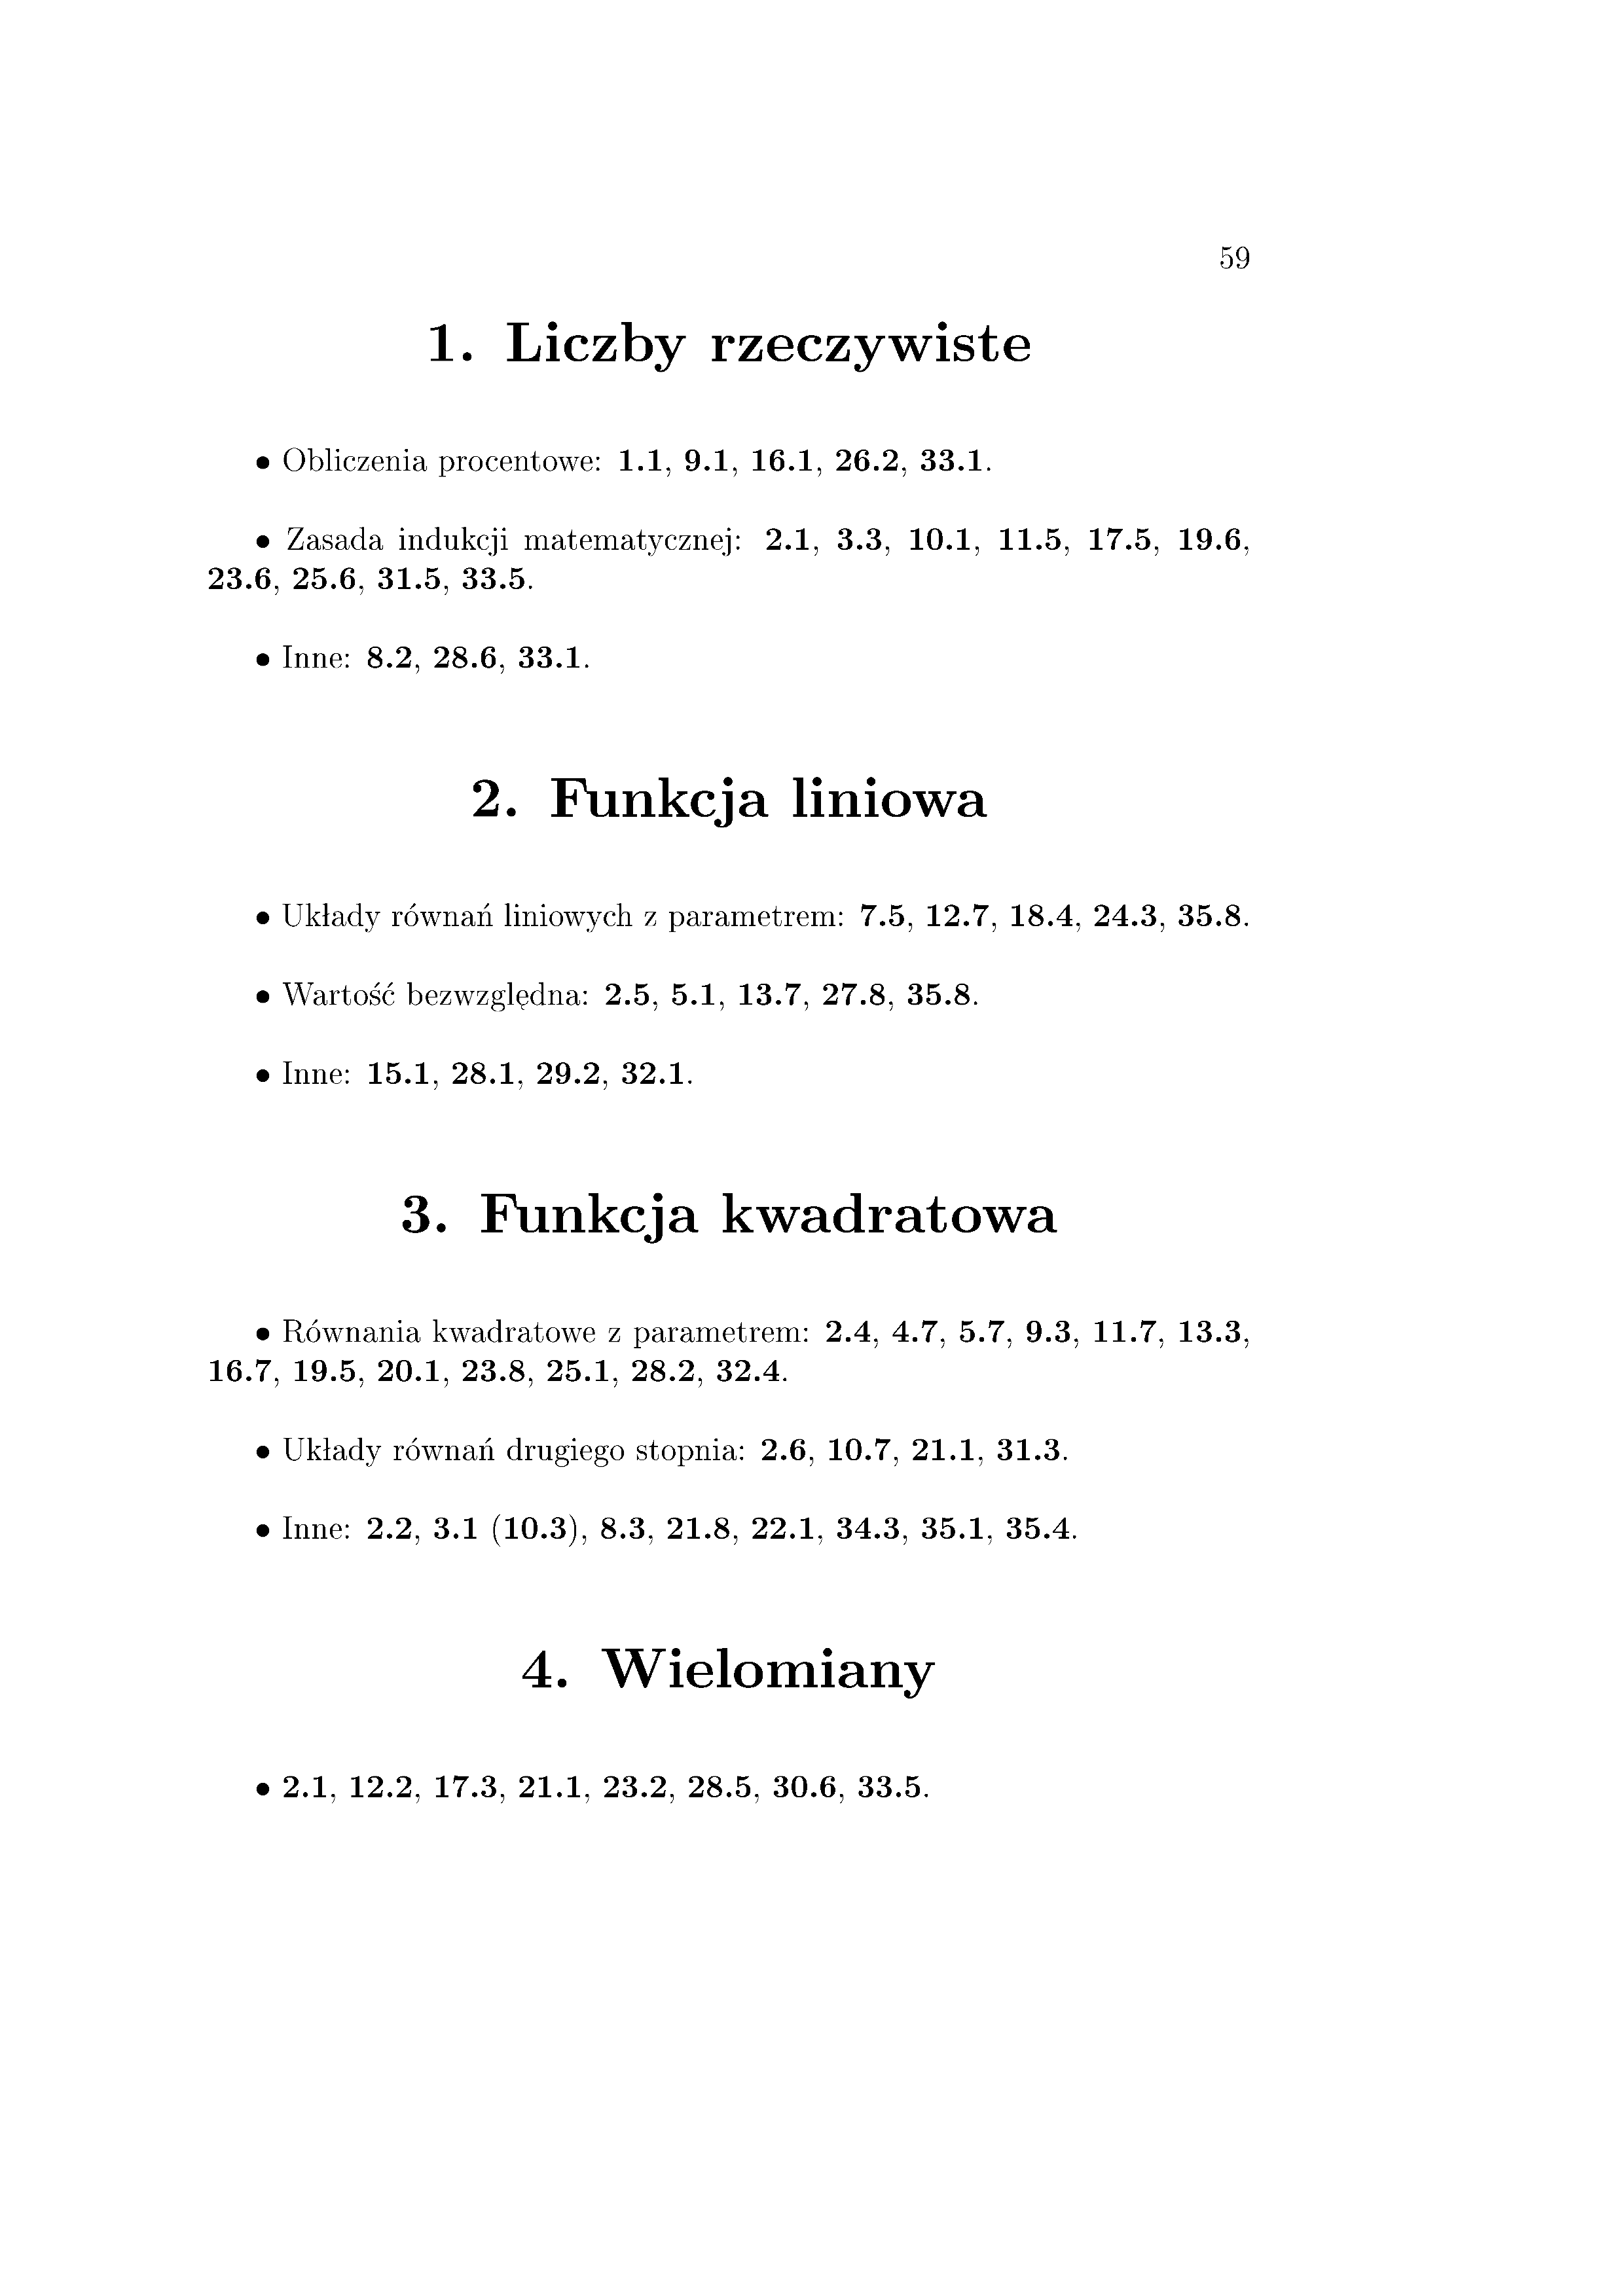 59
1. Liczby rzeczywiste
• Obliczenia procentowe: 1.1, 9.1, 16.1, 26.2, 33.1.
• Zasada indukcji matematycznej: 2.1, 3.3, 10.1, 11.5, 17.5, 19.6,
23.6, 25.6, 31.5, 33.5.
• Inne: 8.2, 28.6, 33.1.
2. Funkcja liniowa
• Układy równań liniowych z parametrem: 7.5, 12.7, 18.4, 24.3, 35.8.
• Wartość bezwzględna: 2.5, 5.1, 13.7, 27.8, 35.8.
• Inne: 15.1, 28.1, 29.2, 32.1.
3. Funkcja kwadratowa
• Równania kwadratowe z parametrem: 2.4, 4.7, 5.7, 9.3, 11.7, 13.3,
16.7, 19.5, 20.1, 23.8, 25.1, 28.2, 32.4.
• Układy równań drugiego stopnia: 2.6, 10.7, 21.1, 31.3.
• Inne: 2.2, 3.1 (10.3), 8.3, 21.8, 22.1, 34.3, 35.1, 35.4.
4. Wielomiany
• 2.1, 12.2, 17.3, 21.1, 23.2, 28.5, 30.6, 33.5.